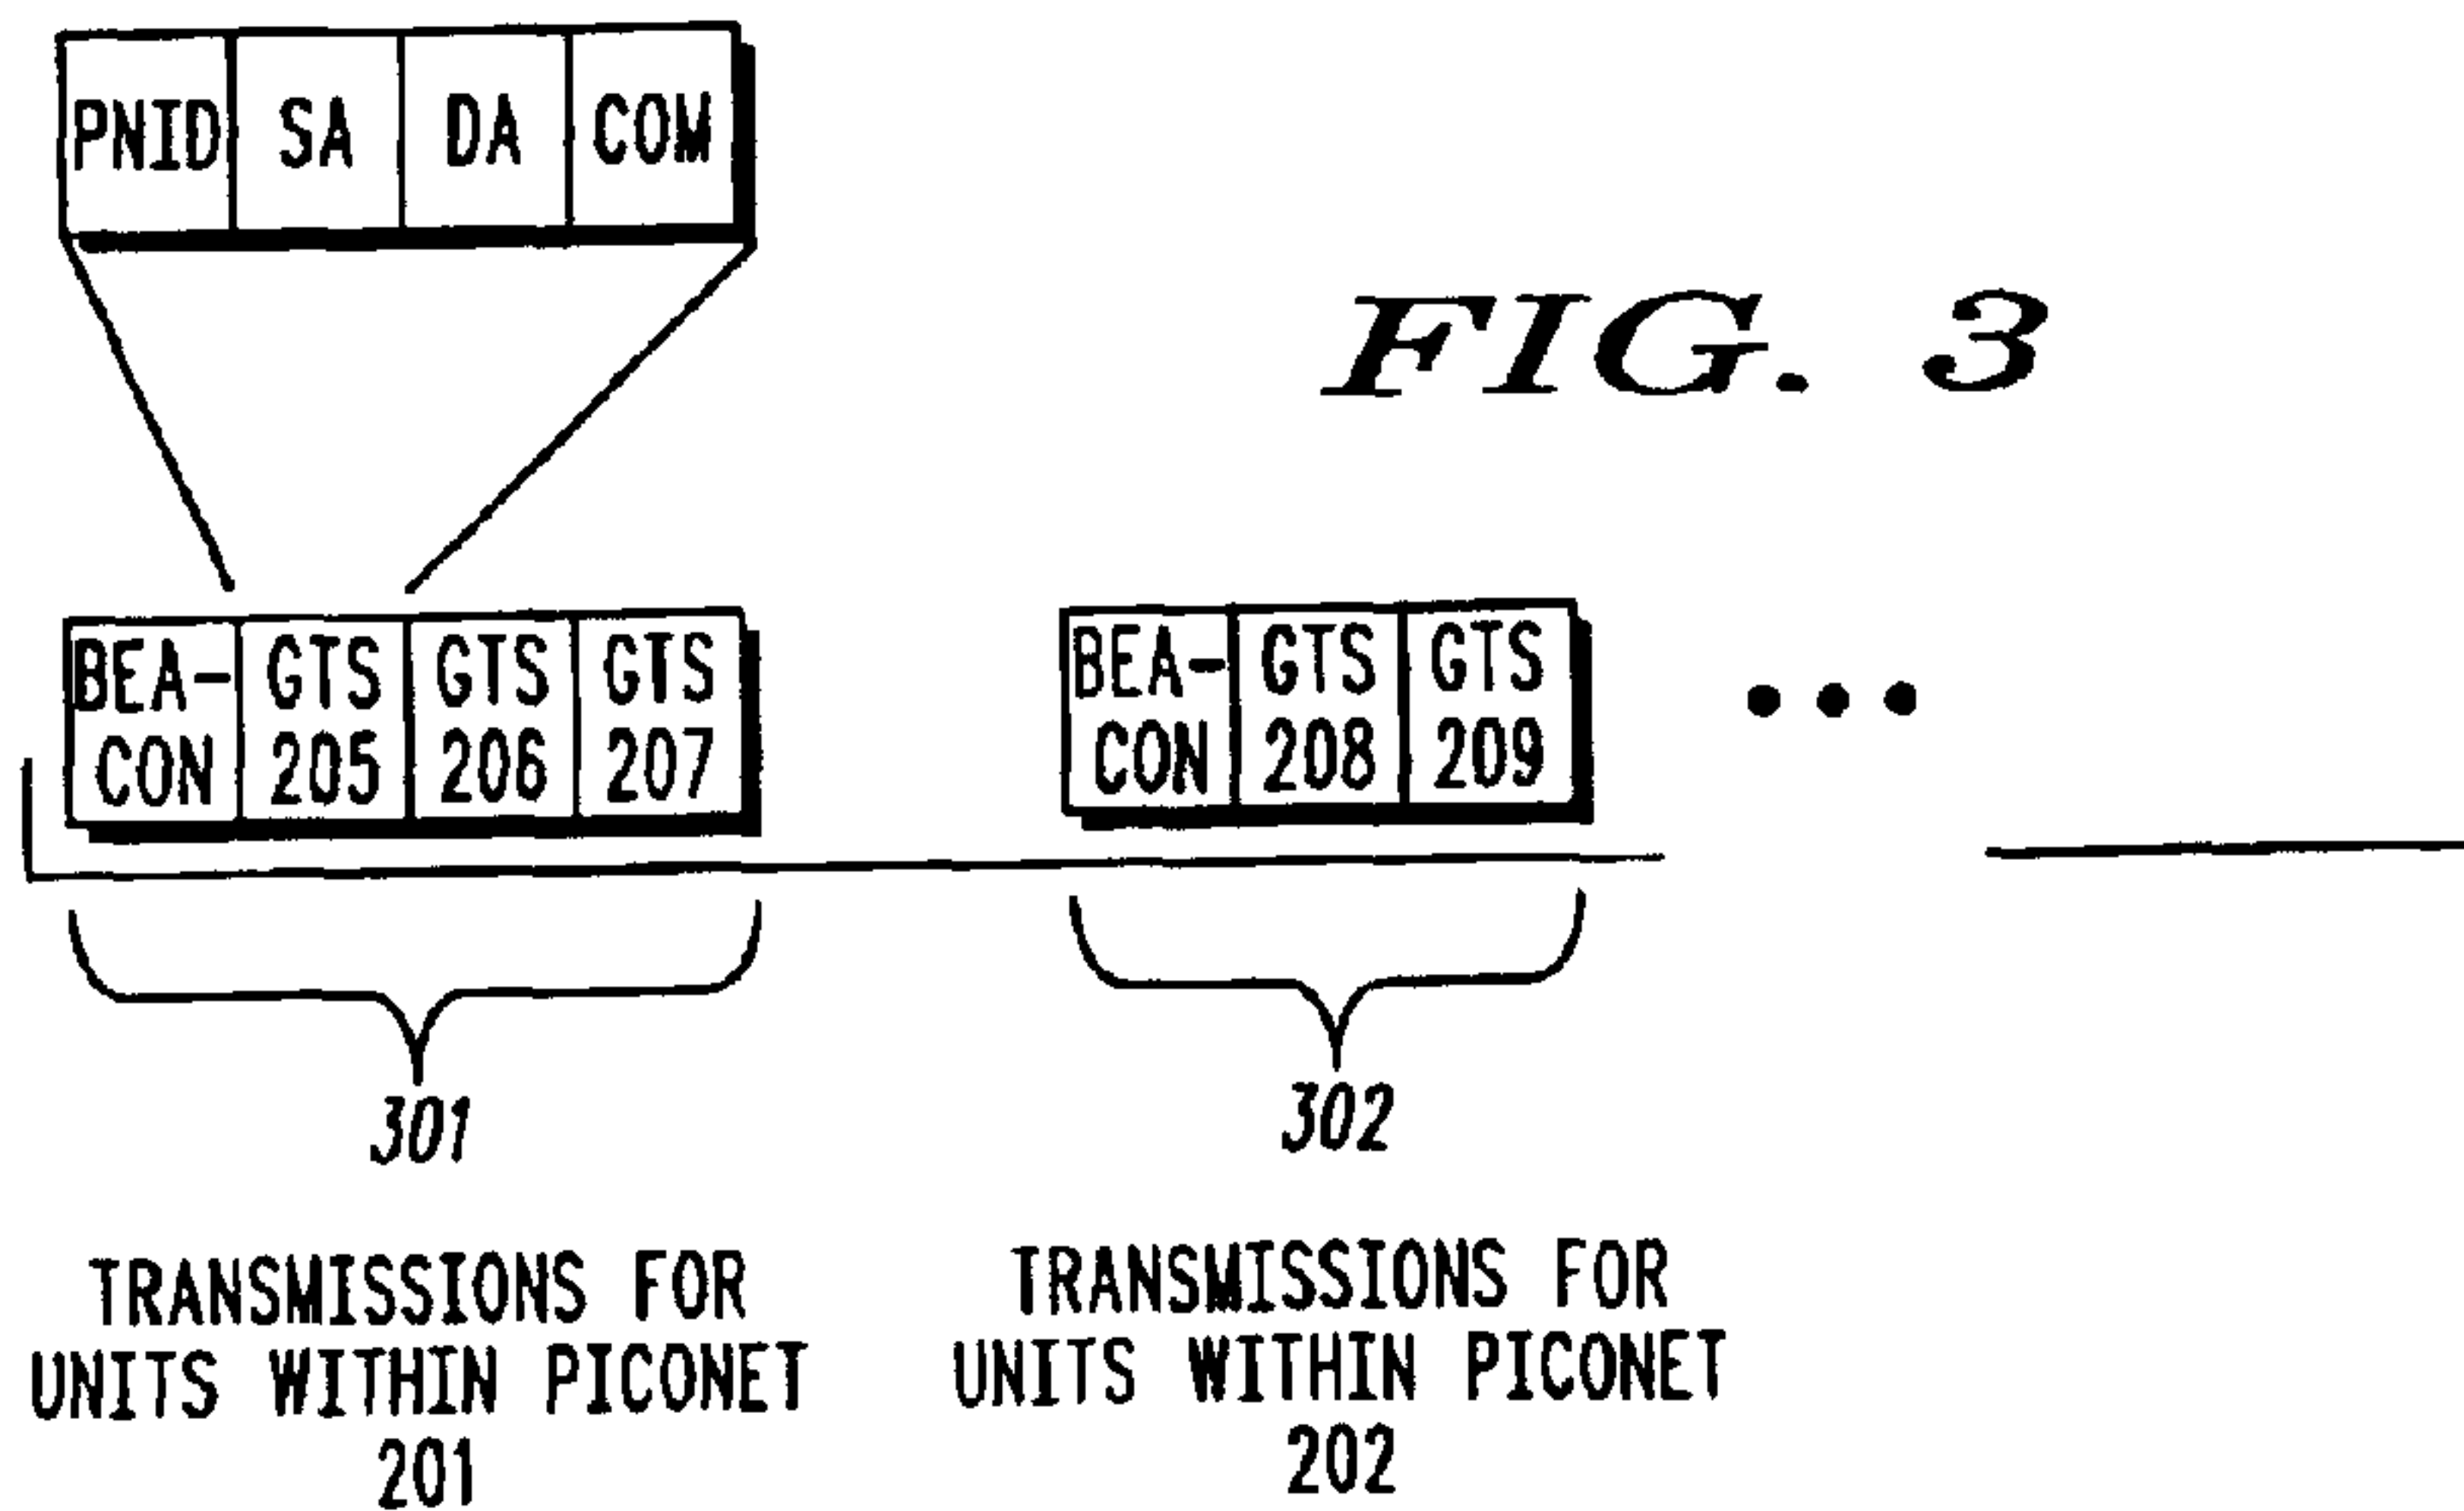 PNID SA DA COM
FIG. 3
BEA- GTS GTS GTS
CON 205 206 207
BEA- GTS GTS
CON 208 209
301
TRANSMISSIONS FOR
UNITS WITHIN PICONET
201
302
TRANSMISSIONS FOR
UNITS WITHIN PICONET
202